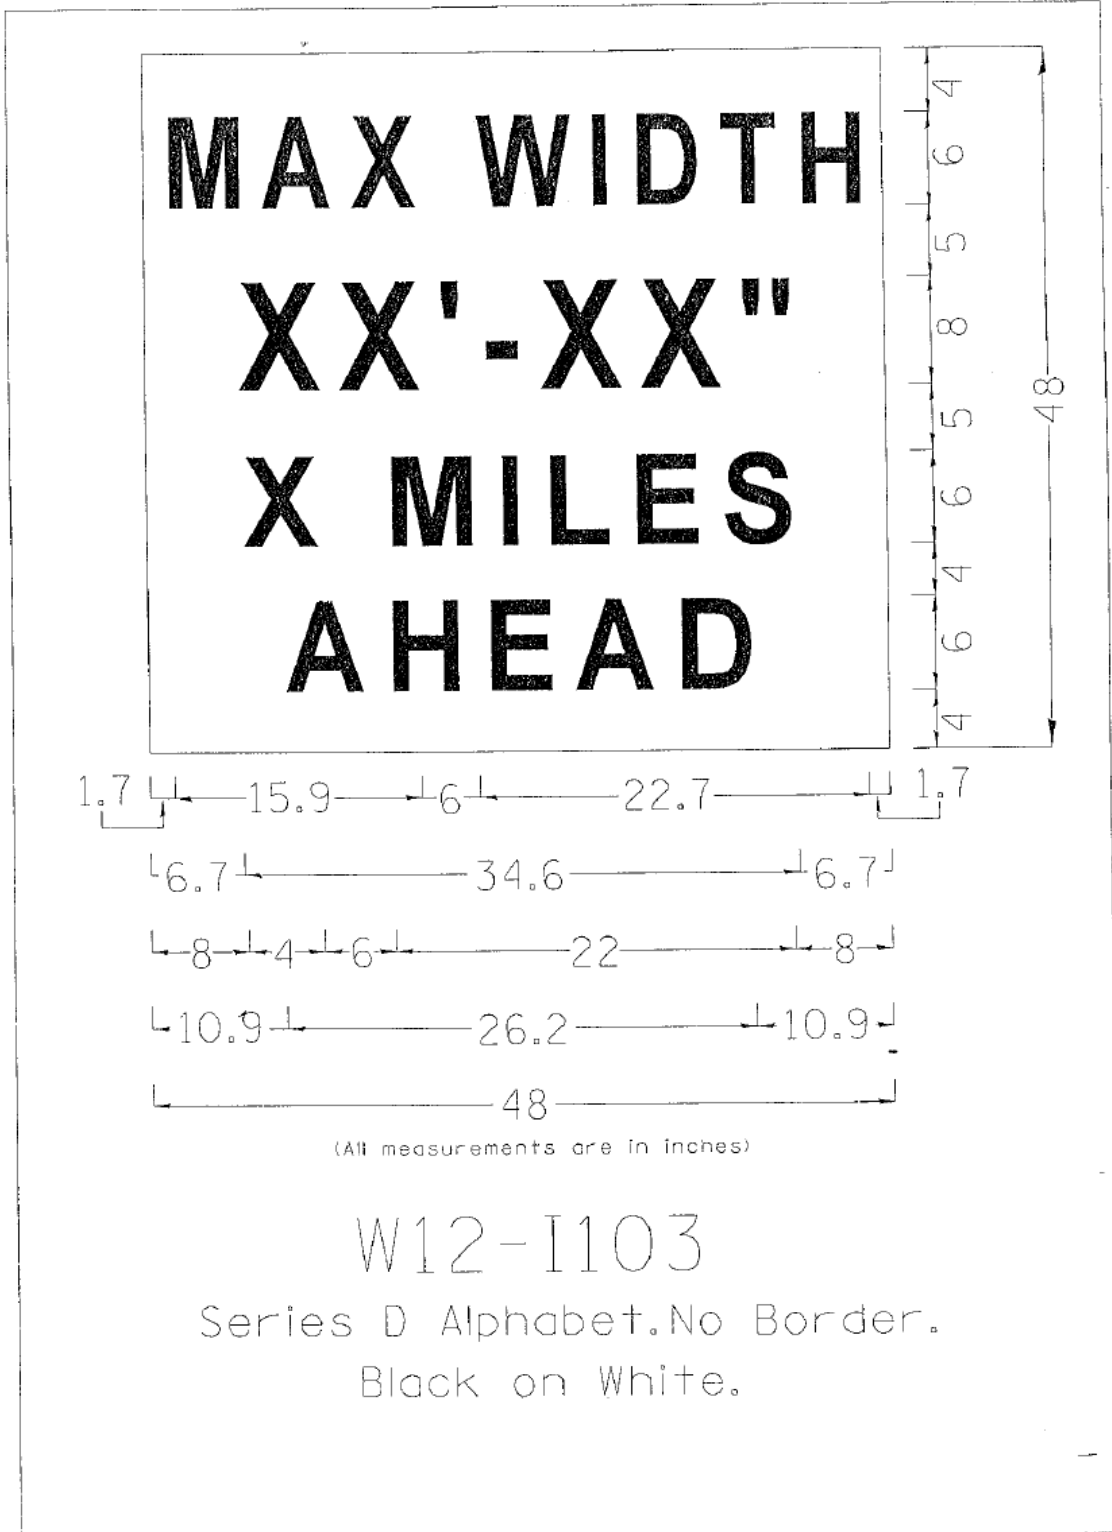 MAX WIDTH
XX'-XX"
X MILES
AHEAD
4
6
5
8
5
6
4
6
4
48
1.7 15.9 6 22.7 1.7
6.7 34.6 6.7
8 4 6 22 8
10.9 26.2 10.9
48
(All measurements are in inches)
W12-I103
Series D Alphabet. No Border.
Black on White.